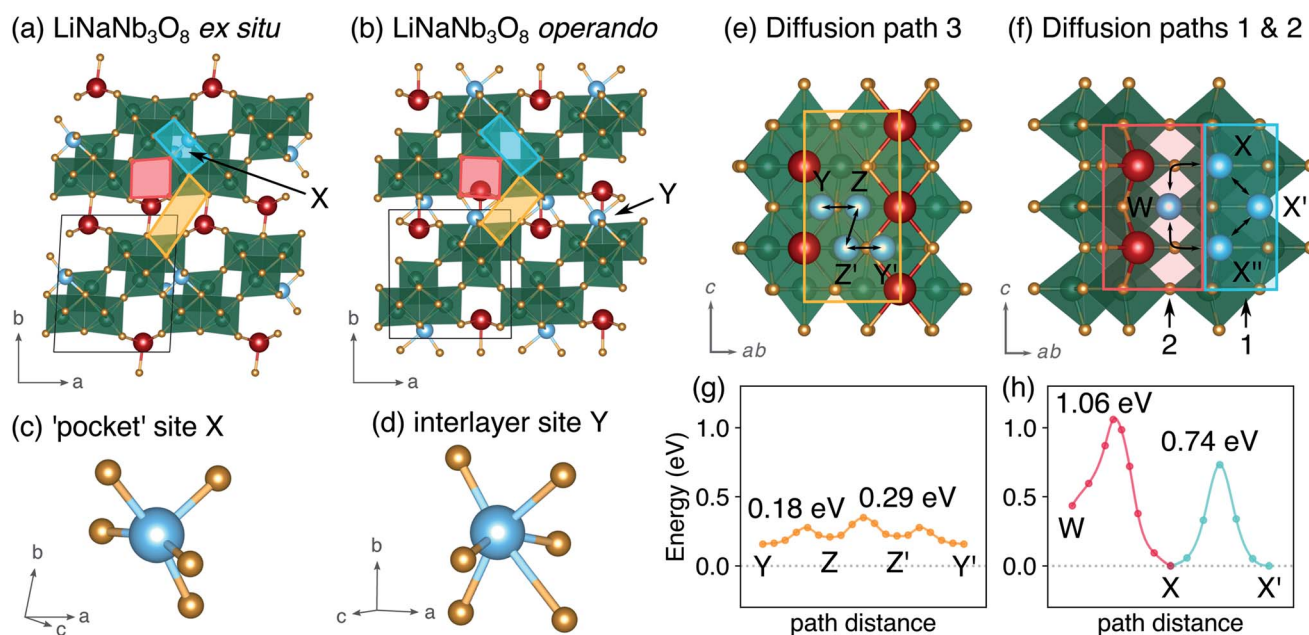 (a) LiNaNb₃O₈ ex situ
(b) LiNaNb₃O₈ operando
(e) Diffusion path 3
(f) Diffusion paths 1 & 2
X
Y
b
a
b
a
Y Z
Z' Y'
c
ab
X
W X'
X"
2 1
c
ab
(c) 'pocket' site X
(d) interlayer site Y
b
a
c
b
c a
(g)
Energy (eV)
1.0
0.5
0.0
0.18 eV 0.29 eV
Y Z Z' Y'
path distance
(h)
1.06 eV
0.74 eV
1.0
0.5
0.0
W
X X'
path distance